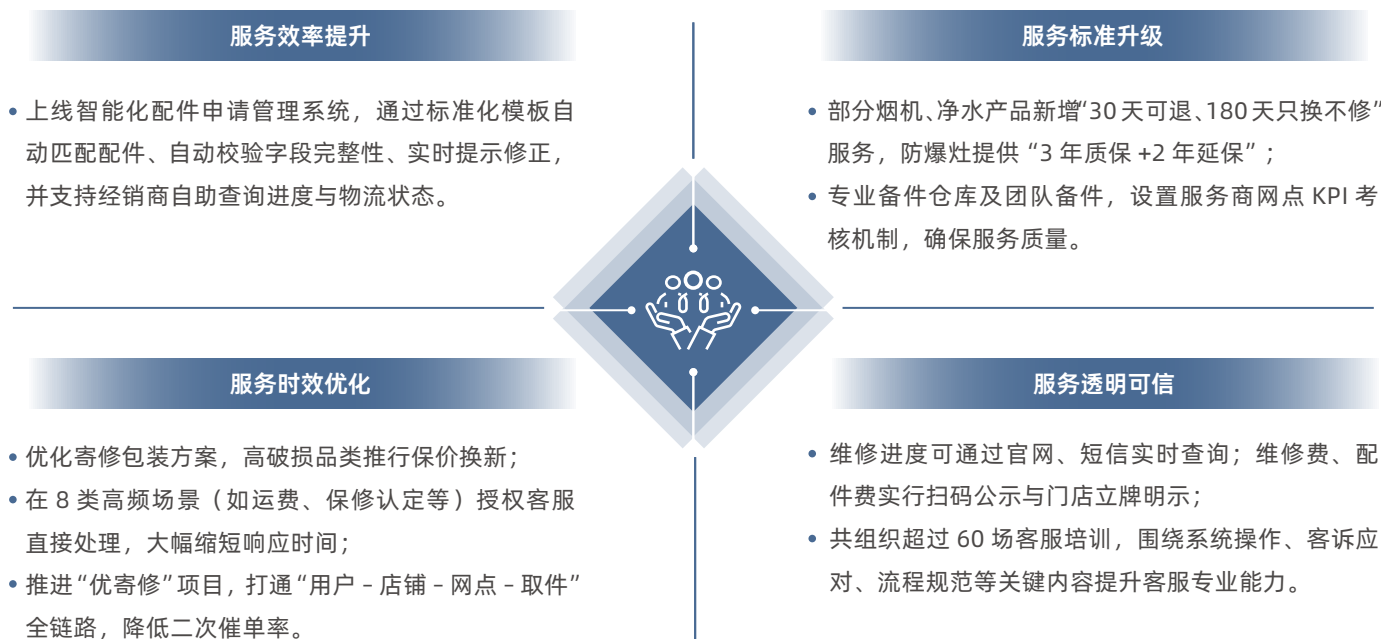 服务效率提升
上线智能化配件申请管理系统，通过标准化模板自
动匹配配件、自动校验字段完整性、实时提示修正，
并支持经销商自助查询进度与物流状态。
服务标准升级
部分烟机、净水产品新增“30 天可退、180 天只换不修”
服务，防爆灶提供“3 年质保 +2 年延保”；
专业备件仓库及团队备件，设置服务商网点 KPI 考
核机制，确保服务质量。
服务时效优化
优化寄修包装方案，高破损品类推行保价换新；
在 8 类高频场景（如运费、保修认定等）授权客服
直接处理，大幅缩短响应时间；
推进“优寄修”项目，打通“用户 – 店铺 – 网点 – 取件”
全链路，降低二次催单率。
服务透明可信
维修进度可通过官网、短信实时查询；维修费、配
件费实行扫码公示与门店立牌明示；
共组织超过 60 场客服培训，围绕系统操作、客诉应
对、流程规范等关键内容提升客服专业能力。